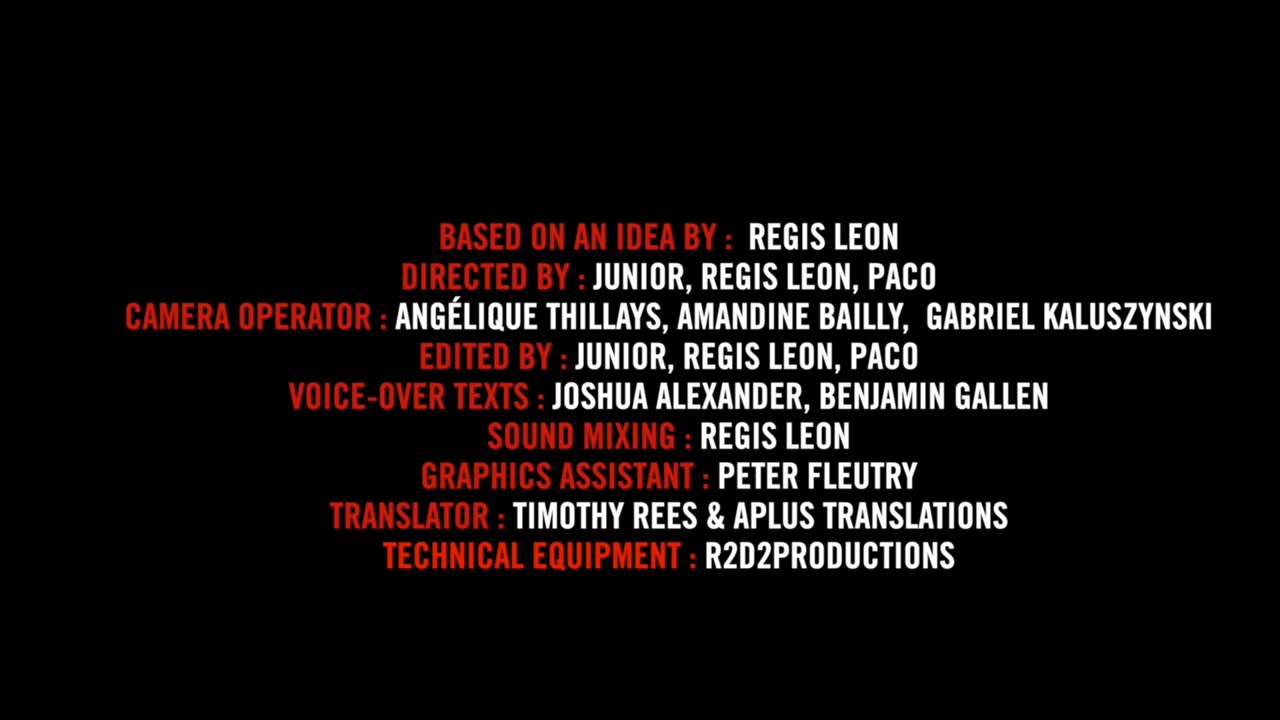 BASED ON AN IDEA BY :  REGIS LEON
DIRECTED BY : JUNIOR, REGIS LEON, PACO
CAMERA OPERATOR : ANGÉLIQUE THILLAYS, AMANDINE BAILLY,  GABRIEL KALUSZYNSKI
EDITED BY : JUNIOR, REGIS LEON, PACO
VOICE-OVER TEXTS : JOSHUA ALEXANDER, BENJAMIN GALLEN
SOUND MIXING : REGIS LEON
GRAPHICS ASSISTANT : PETER FLEUTRY
TRANSLATOR : TIMOTHY REES & APLUS TRANSLATIONS
TECHNICAL EQUIPMENT : R2D2PRODUCTIONS